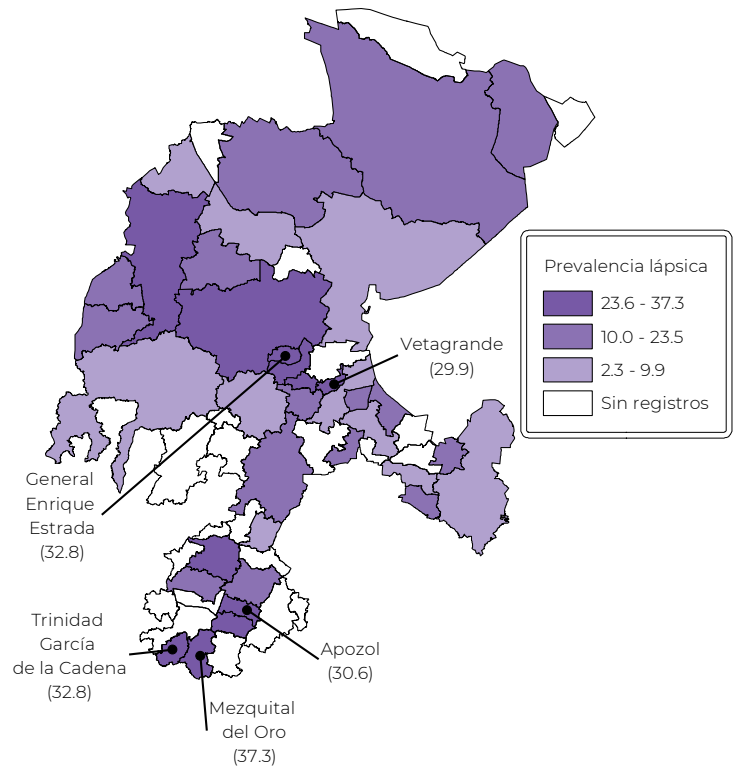 Prevalencia lápsica
23.6 - 37.3
10.0 - 23.5
2.3 - 9.9
Sin registros
Vetagrande
(29.9)
General
Enrique
Estrada
(32.8)
Trinidad
García
de la Cadena
(32.8)
Apozol
(30.6)
Mezquital
del Oro
(37.3)